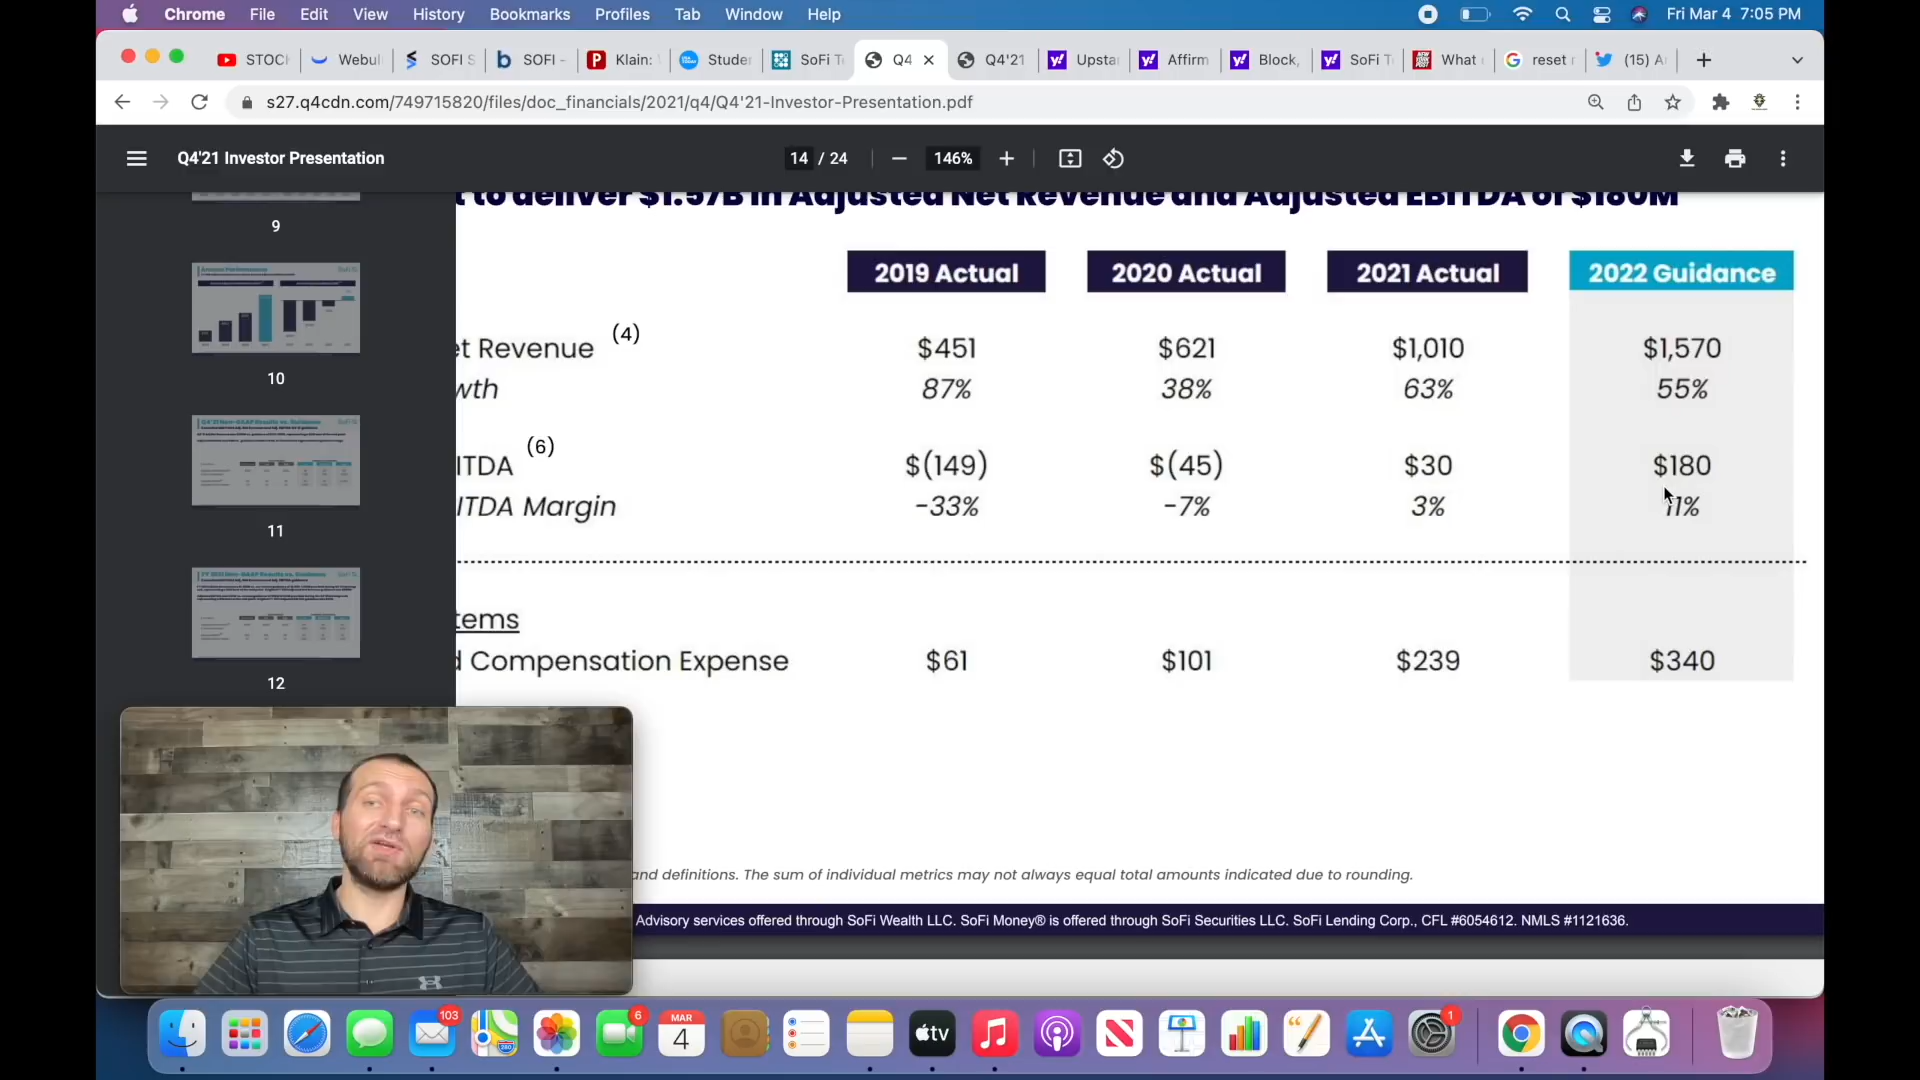 Chrome File Edit View History Bookmarks Profiles Tab Window Help Fri Mar 4 7:05 PM
STOC Webul SOFI S SOFI - Klain: Studer SoFi T Q4 Q4'21 Upsta Affirm Block, SoFi T What reset r (15) A
s27.q4cdn.com/749715820/files/doc_financials/2021/q4/Q4'21-Investor-Presentation.pdf
Q4'21 Investor Presentation 14 / 24 146%
t to deliver $1.57B in Adjusted Net Revenue and Adjusted EBITDA of $180M
9
10
11
12
2019 Actual 2020 Actual 2021 Actual 2022 Guidance
et Revenue (4) $451 $621 $1,010 $1,570
wth 87% 38% 63% 55%
ITDA (6) $(149) $(45) $30 $180
ITDA Margin -33% -7% 3% 11%
tems
d Compensation Expense $61 $101 $239 $340
and definitions. The sum of individual metrics may not always equal total amounts indicated due to rounding.
Advisory services offered through SoFi Wealth LLC. SoFi Money® is offered through SoFi Securities LLC. SoFi Lending Corp., CFL #6054612. NMLS #1121636.
103 6 MAR 4 tv 1